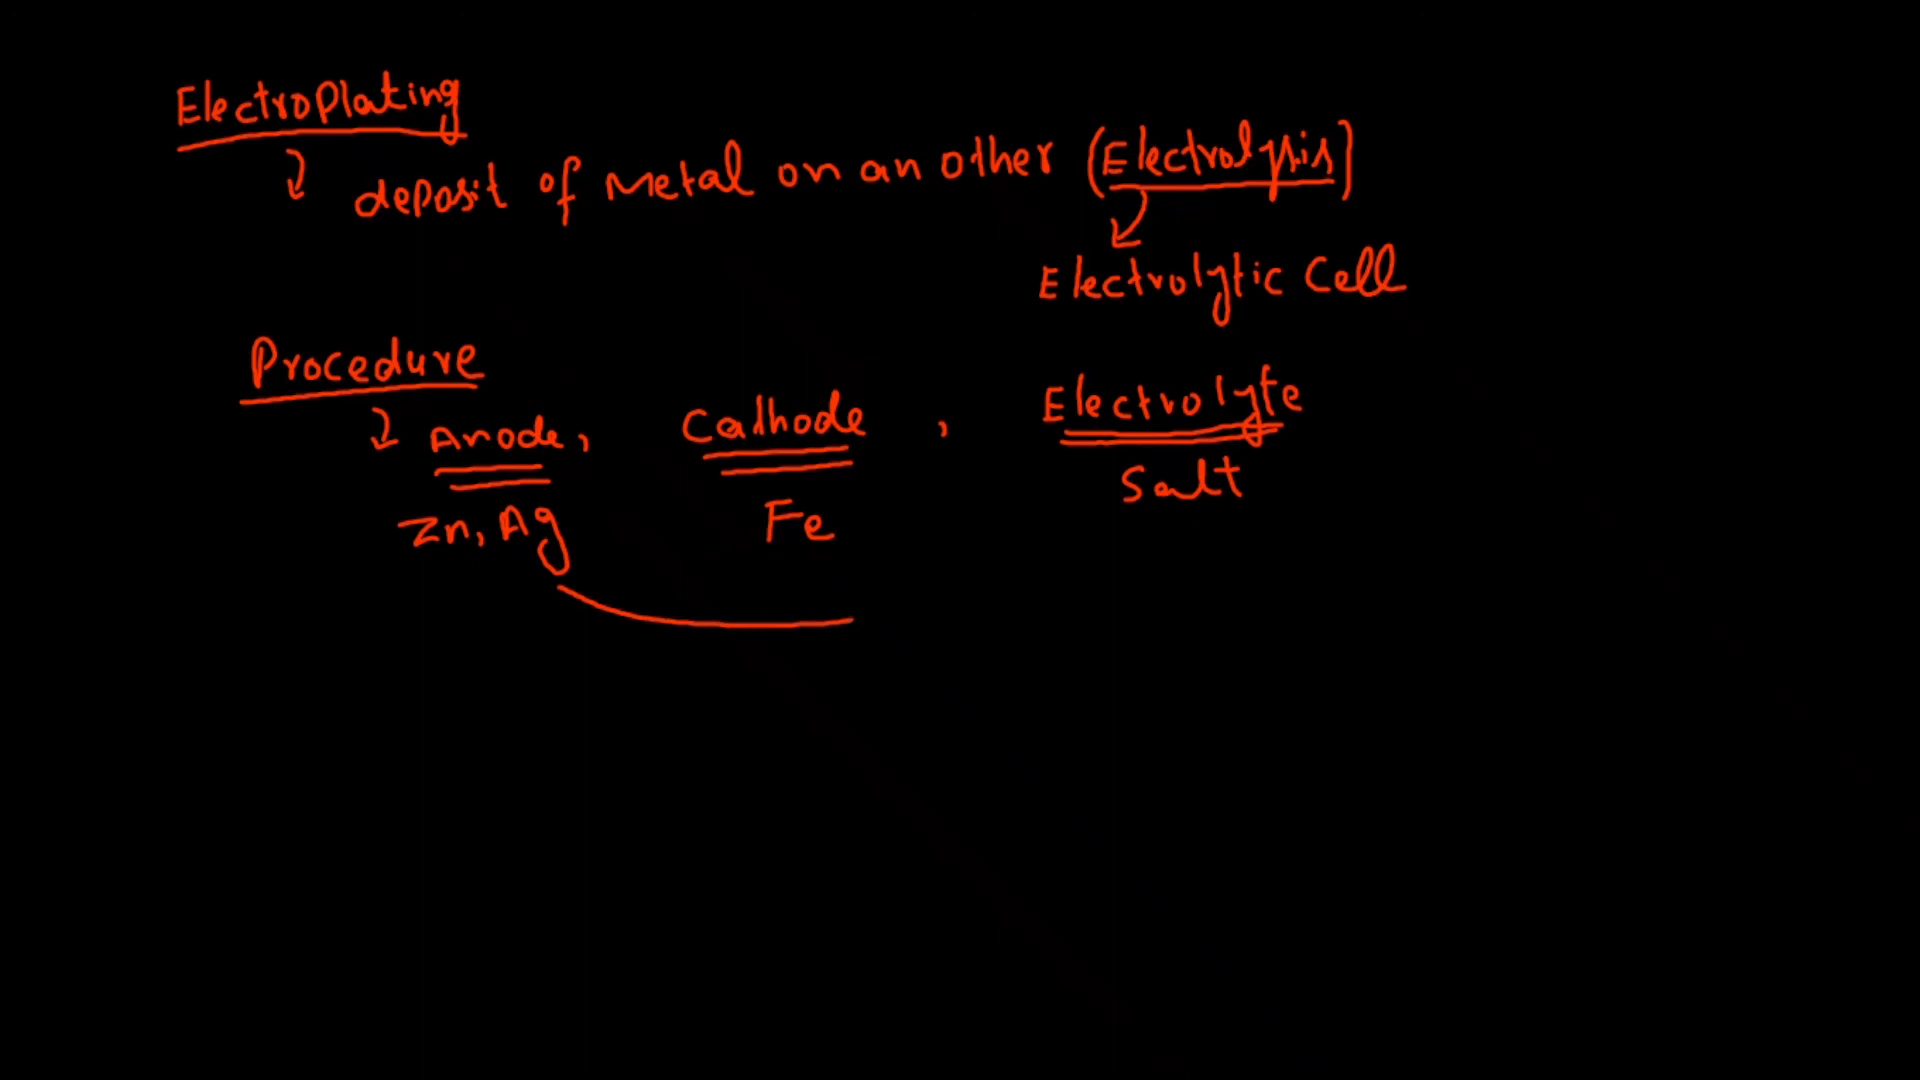 ElectroPlating
deposit of Metal on an other (Electrolysis)
Electrolytic Cell
Procedure
Anode, Cathode, Electrolyte
Zn, Ag Fe Salt